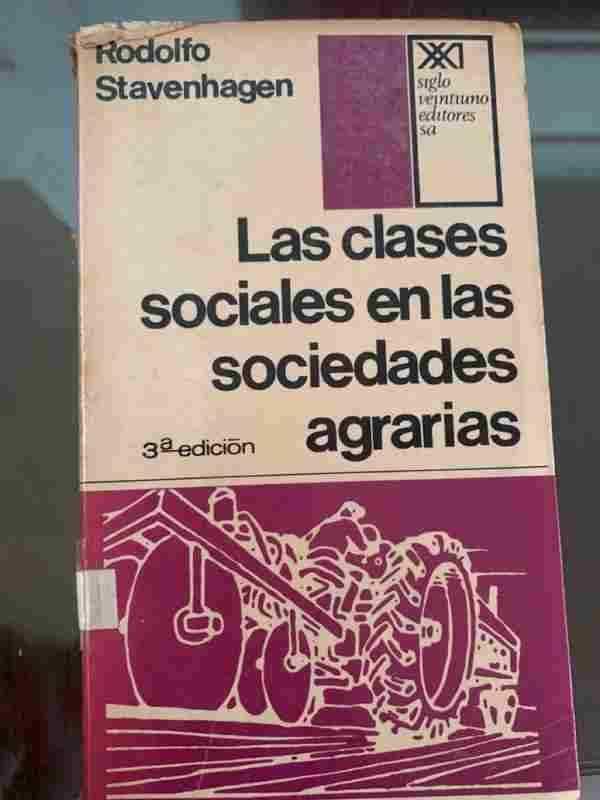 Rodolfo
Stavenhagen
XXI
siglo
veintiuno
editores
sa
Las clases
sociales en las
sociedades
agrarias
3ª edición